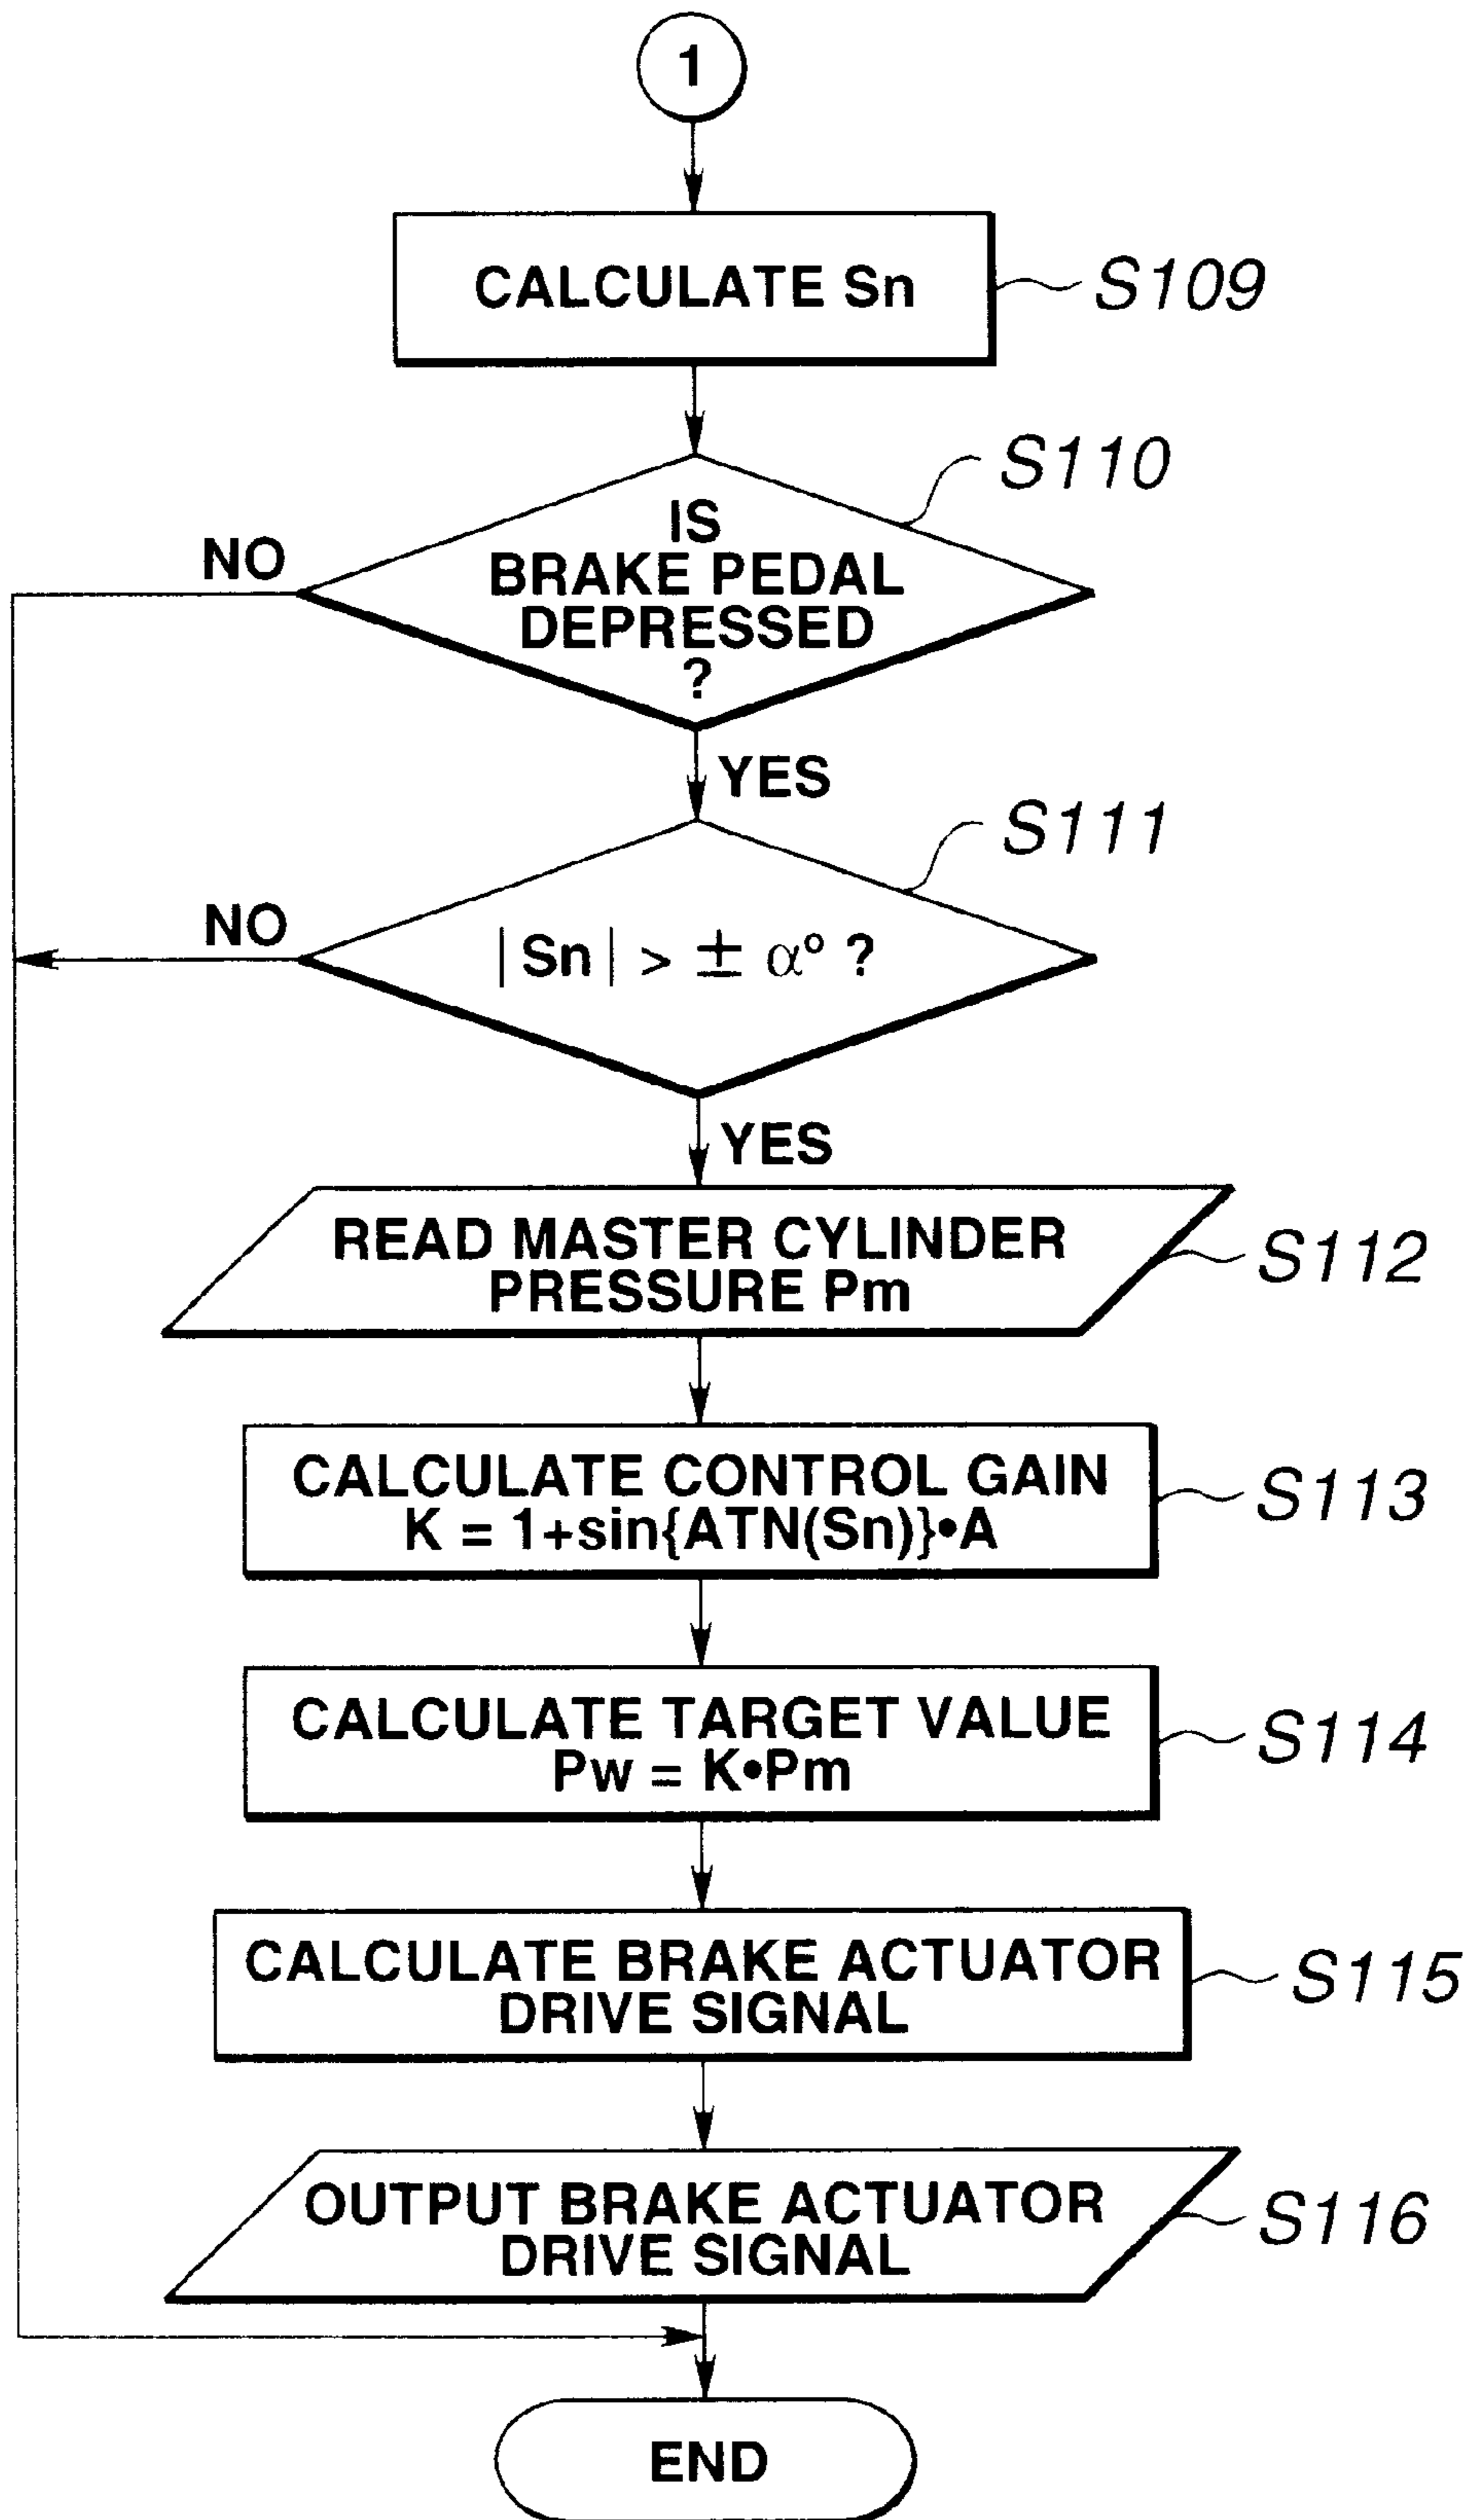 1
CALCULATE Sn
S109
S110
IS
BRAKE PEDAL
DEPRESSED
?
NO
YES
S111
|Sn| > ± α° ?
NO
YES
READ MASTER CYLINDER
PRESSURE Pm
S112
CALCULATE CONTROL GAIN
K = 1+sin{ATN(Sn)}•A
S113
CALCULATE TARGET VALUE
Pw = K•Pm
S114
CALCULATE BRAKE ACTUATOR
DRIVE SIGNAL
S115
OUTPUT BRAKE ACTUATOR
DRIVE SIGNAL
S116
END